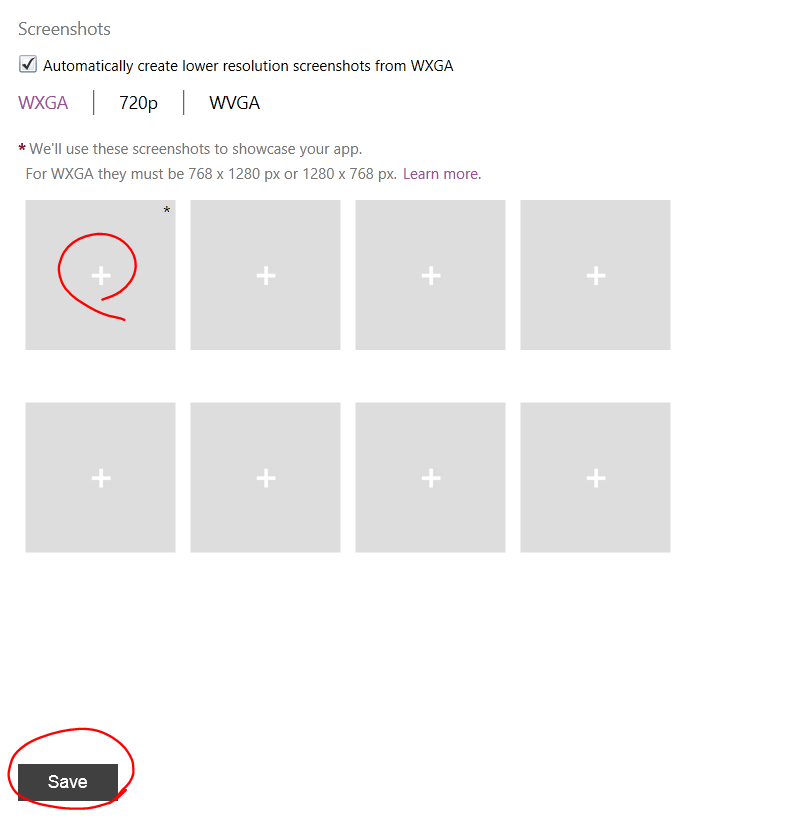 Screenshots
Automatically create lower resolution screenshots from WXGA
WXGA | 720p | WVGA
* We'll use these screenshots to showcase your app.
For WXGA they must be 768 x 1280 px or 1280 x 768 px. Learn more.
*
+ + + +
+ + + +
Save